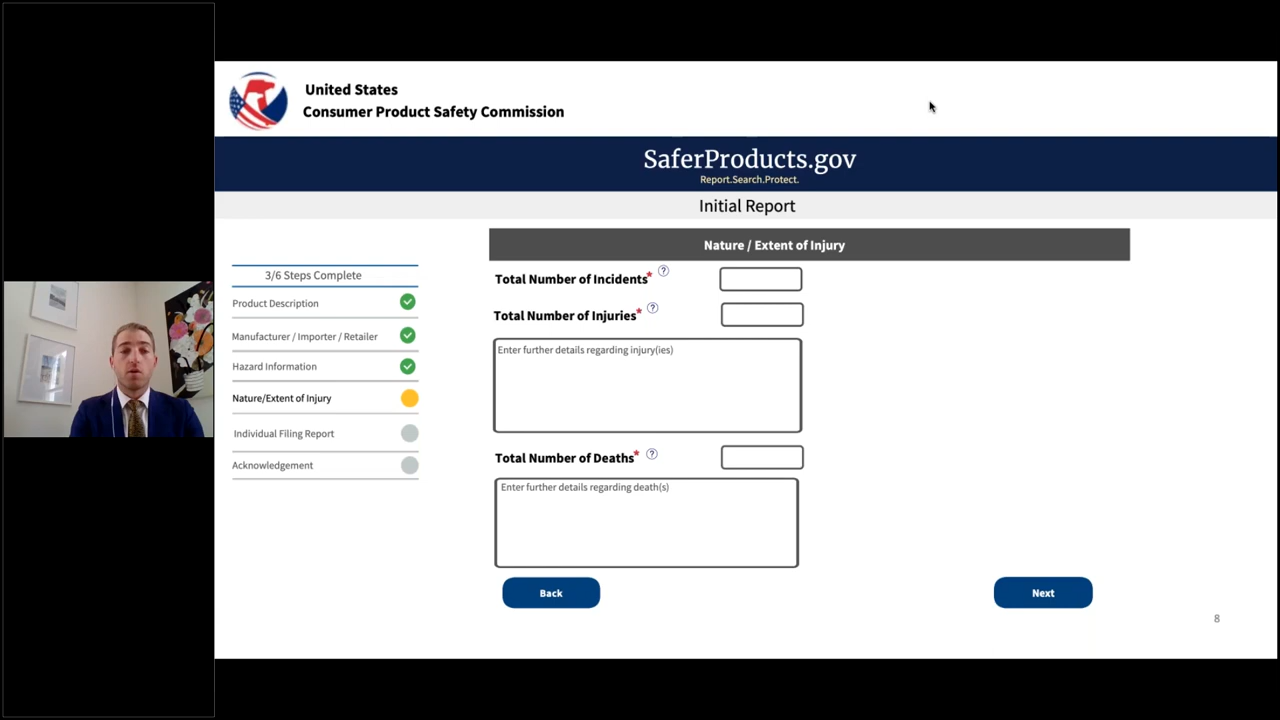 United States
Consumer Product Safety Commission
SaferProducts.gov
Report.Search.Protect.
Initial Report
3/6 Steps Complete
Product Description
Manufacturer / Importer / Retailer
Hazard Information
Nature/Extent of Injury
Individual Filing Report
Acknowledgement
Nature / Extent of Injury
Total Number of Incidents* ?
Total Number of Injuries* ?
Enter further details regarding injury(ies)
Total Number of Deaths* ?
Enter further details regarding death(s)
Back
Next
8